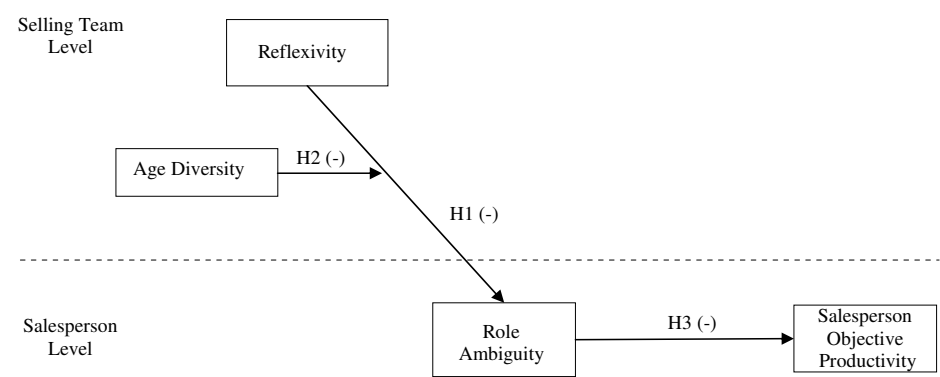 Selling Team
Level
Reflexivity
Age Diversity
H2 (-)
H1 (-)
Salesperson
Level
Role
Ambiguity
H3 (-)
Salesperson
Objective
Productivity